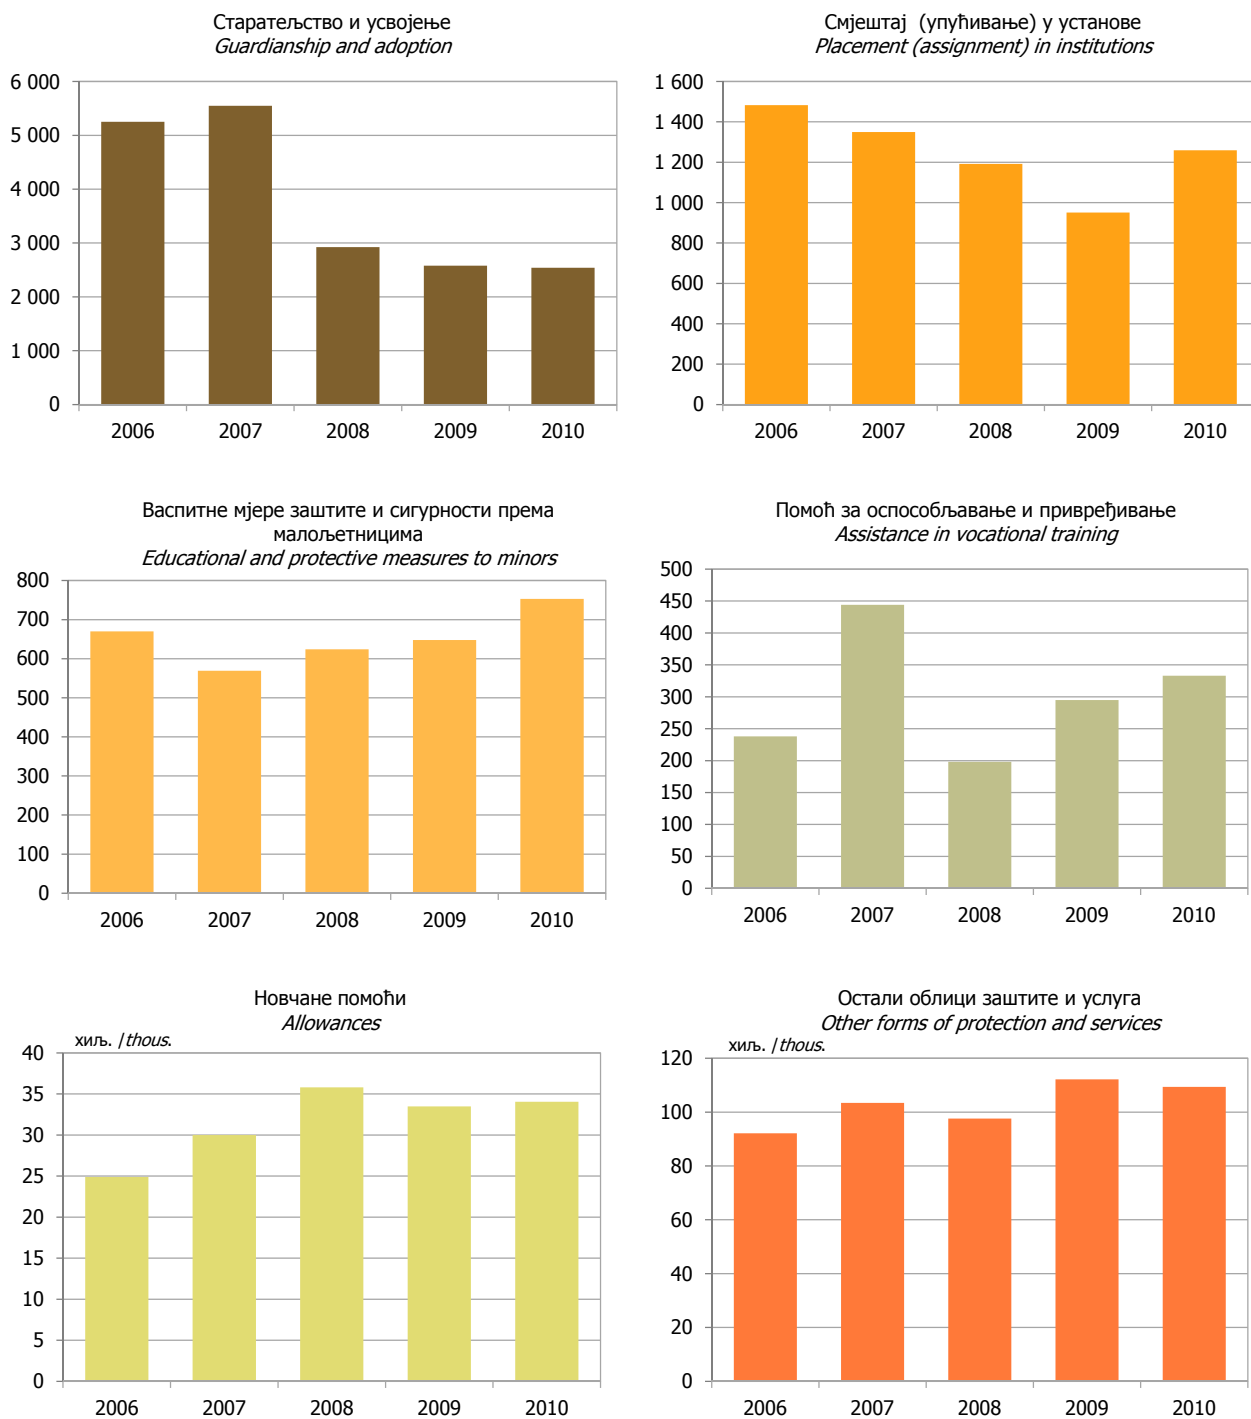 Старатељство и усвојење
Guardianship and adoption
6 000
5 000
4 000
3 000
2 000
1 000
0
2006 2007 2008 2009 2010
Смјештај (упућивање) у установе
Placement (assignment) in institutions
1 600
1 400
1 200
1 000
800
600
400
200
0
2006 2007 2008 2009 2010
Васпитне мјере заштите и сигурности према
малољетницима
Educational and protective measures to minors
800
700
600
500
400
300
200
100
0
2006 2007 2008 2009 2010
Помоћ за оспособљавање и привређивање
Assistance in vocational training
500
450
400
350
300
250
200
150
100
50
0
2006 2007 2008 2009 2010
Новчане помоћи
Allowances
хиљ. / thous.
40
35
30
25
20
15
10
5
0
2006 2007 2008 2009 2010
Остали облици заштите и услуга
Other forms of protection and services
хиљ. / thous.
120
100
80
60
40
20
0
2006 2007 2008 2009 2010